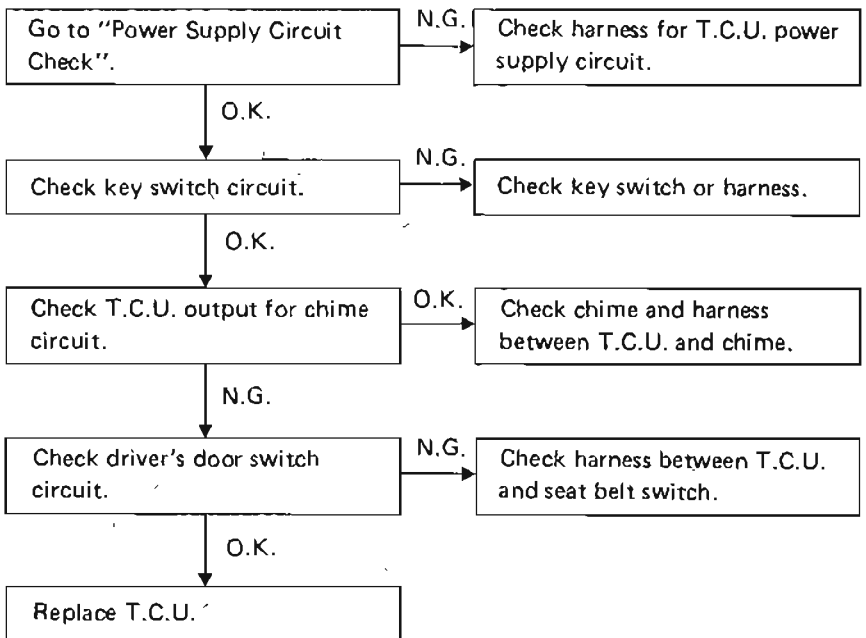 Go to "Power Supply Circuit
Check".
N.G.
Check harness for T.C.U. power
supply circuit.
O.K.
Check key switch circuit.
N.G.
Check key switch or harness.
O.K.
Check T.C.U. output for chime
circuit.
O.K.
Check chime and harness
between T.C.U. and chime.
N.G.
Check driver's door switch
circuit.
N.G.
Check harness between T.C.U.
and seat belt switch.
O.K.
Replace T.C.U.